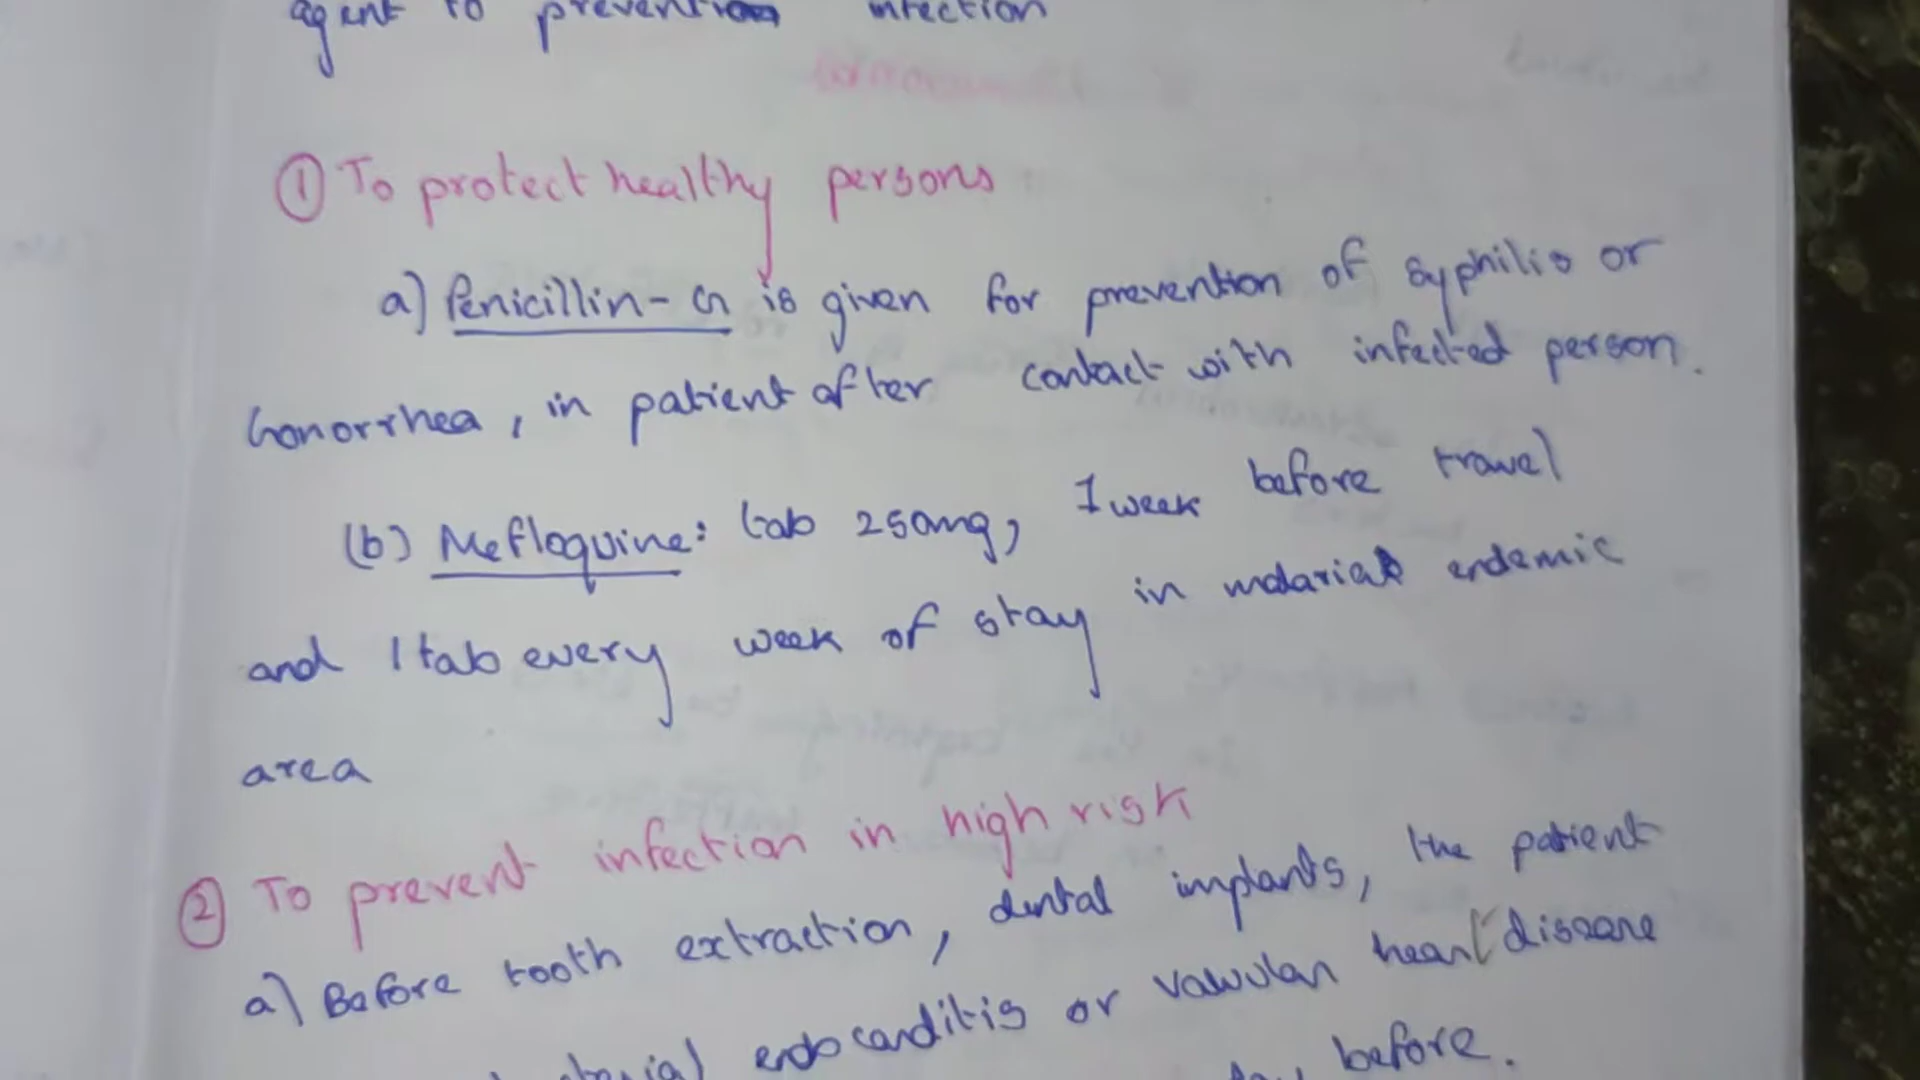 agent to prevention infection
① To protect healthy persons
a) Penicillin-G is given for prevention of syphilis or
Gonorrhea, in patient after contact with infected person.
(b) Mefloquine: tab 250mg, 1 week before travel
and 1 tab every week of stay in malaria endemic
area
② To prevent infection in high risk
a) Before tooth extraction, dental implants, the patient
endocarditis or valvular heart disease
before.